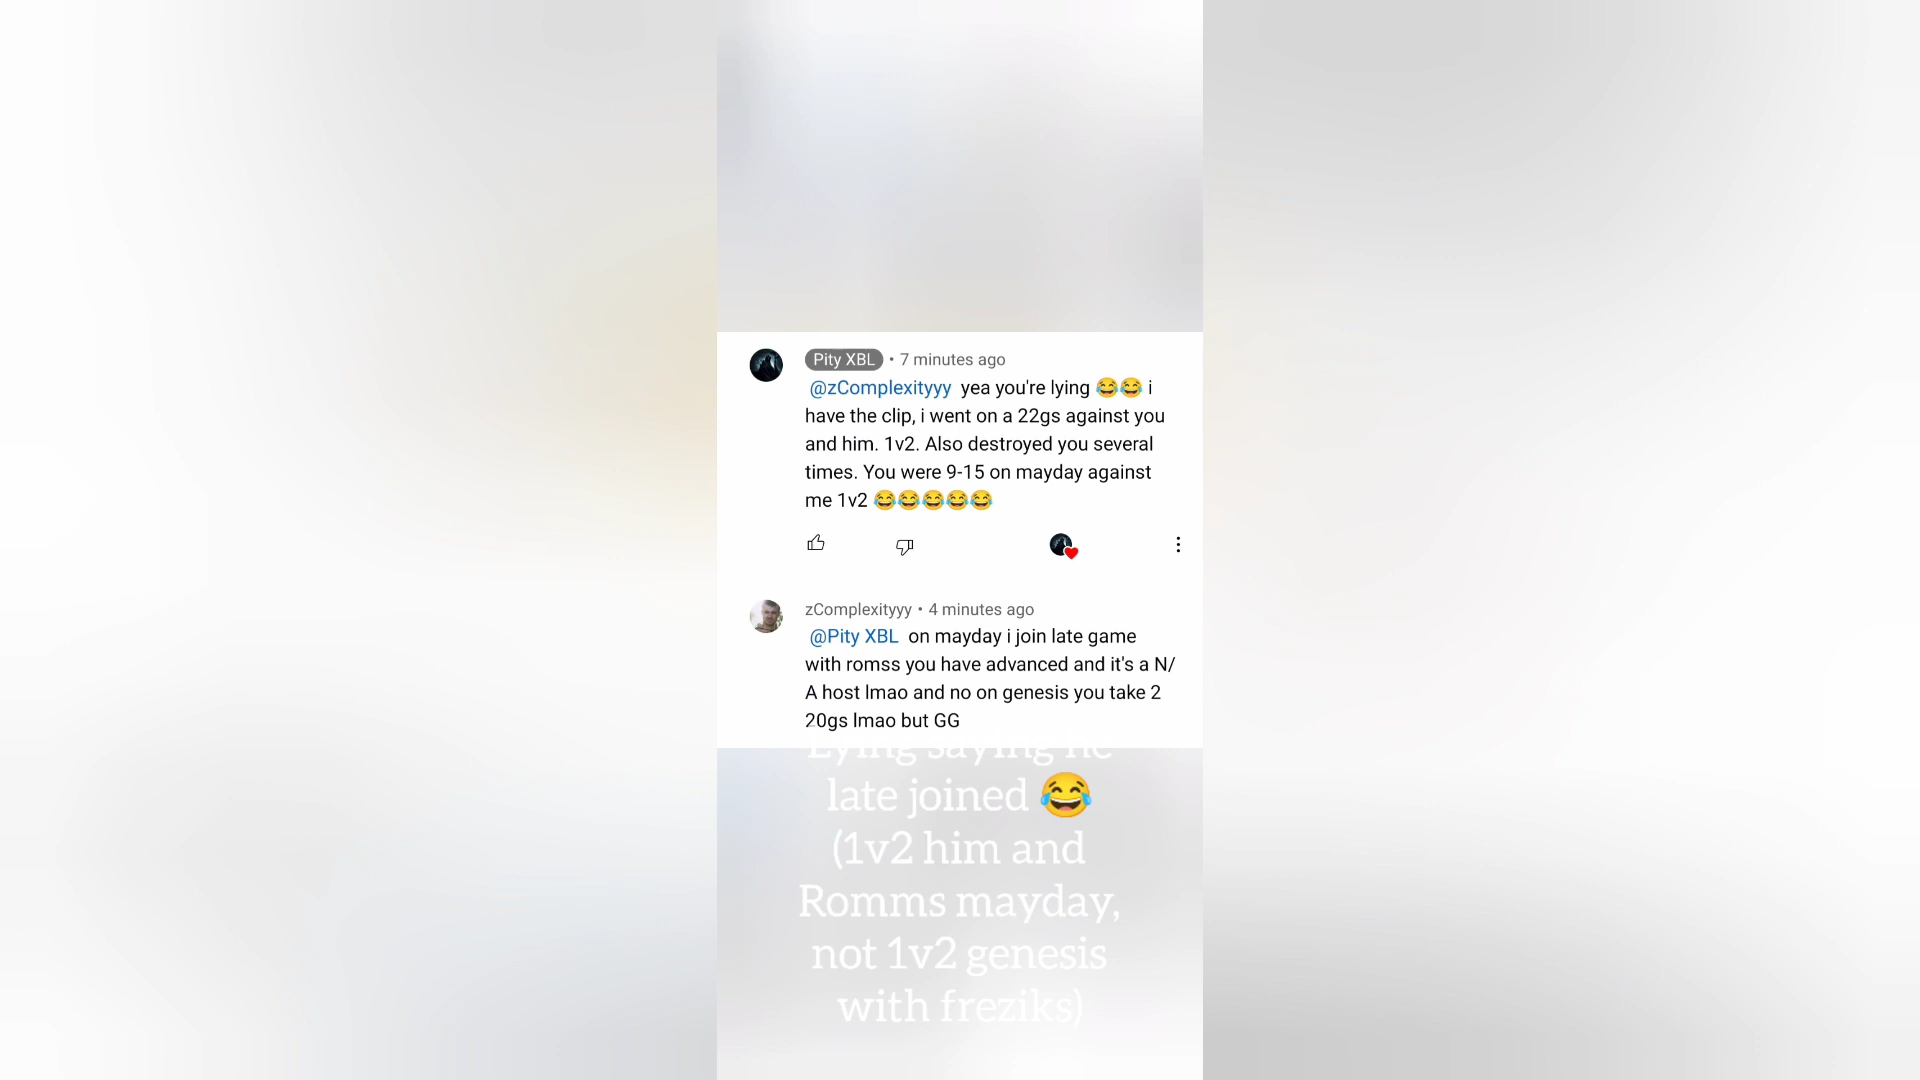 Pity XBL • 7 minutes ago
@zComplexityyy yea you're lying 😂😂 i
have the clip, i went on a 22gs against you
and him. 1v2. Also destroyed you several
times. You were 9-15 on mayday against
me 1v2 😂😂😂😂😂
zComplexityyy • 4 minutes ago
@Pity XBL on mayday i join late game
with romss you have advanced and it's a N/
A host lmao and no on genesis you take 2
20gs lmao but GG
Lying saying he
late joined 😂
(1v2 him and
Romms mayday,
not 1v2 genesis
with freziks)